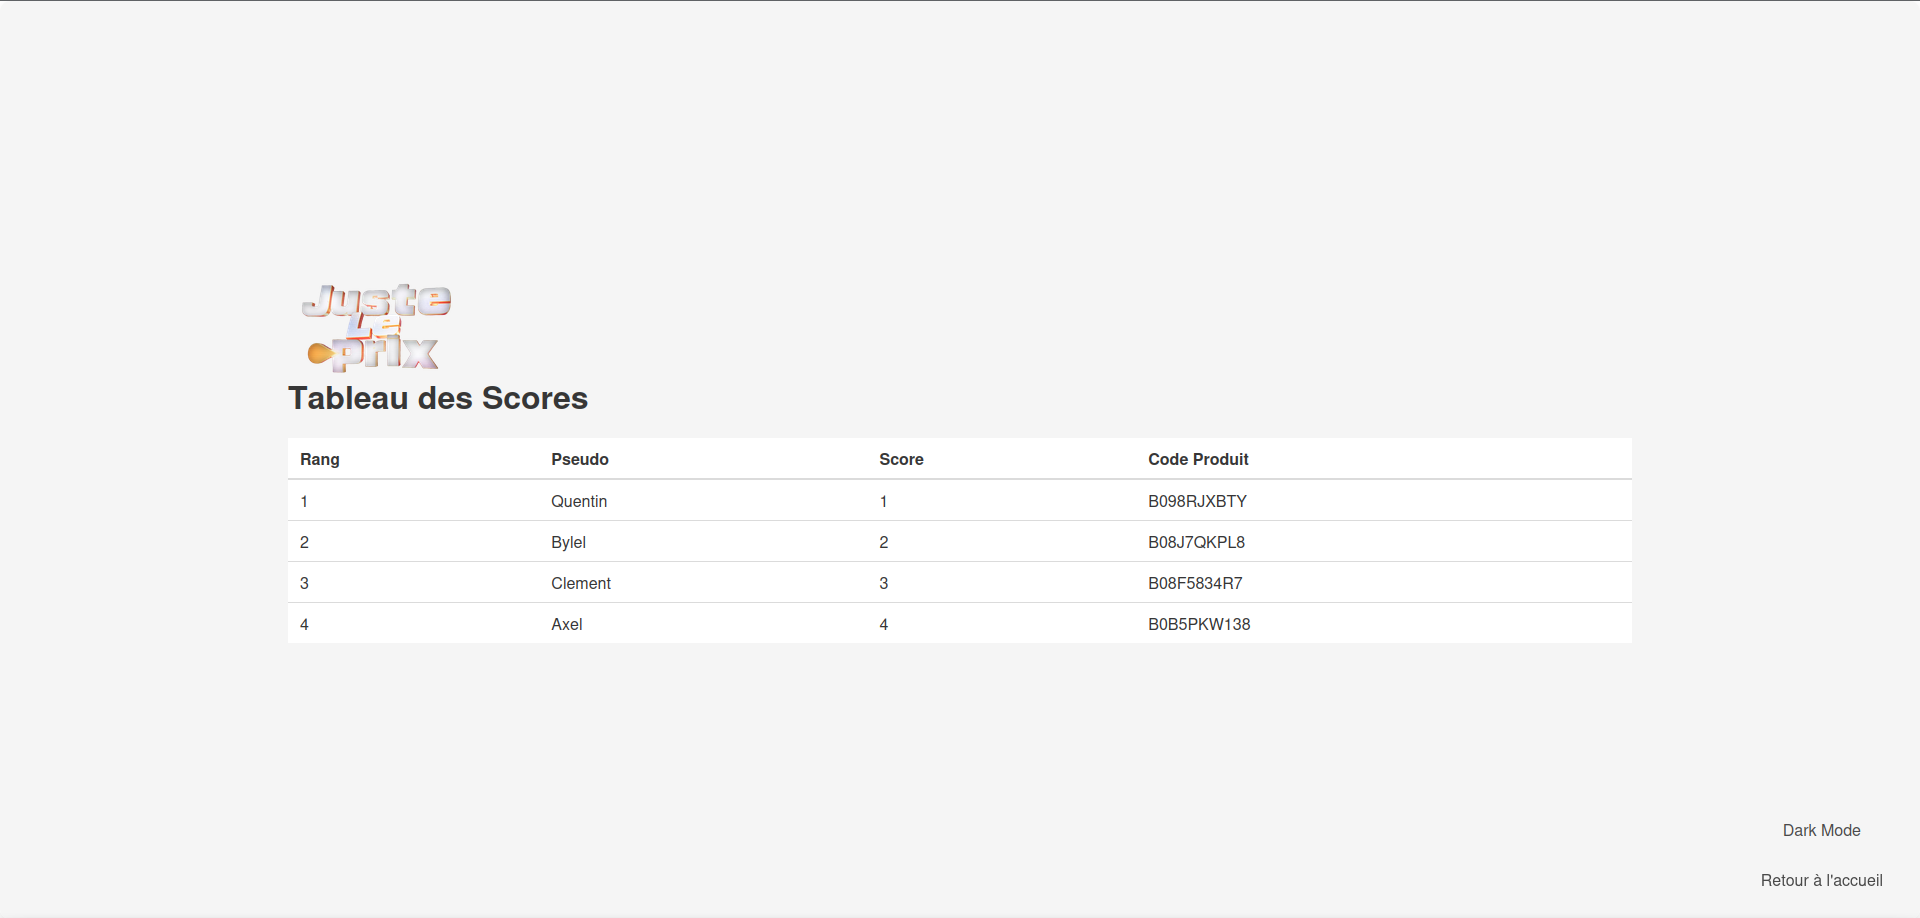 Juste
Le
prix
Tableau des Scores
Rang Pseudo Score Code Produit
1 Quentin 1 B098RJXBTY
2 Bylel 2 B08J7QKPL8
3 Clement 3 B08F5834R7
4 Axel 4 B0B5PKW138
Dark Mode
Retour à l'accueil